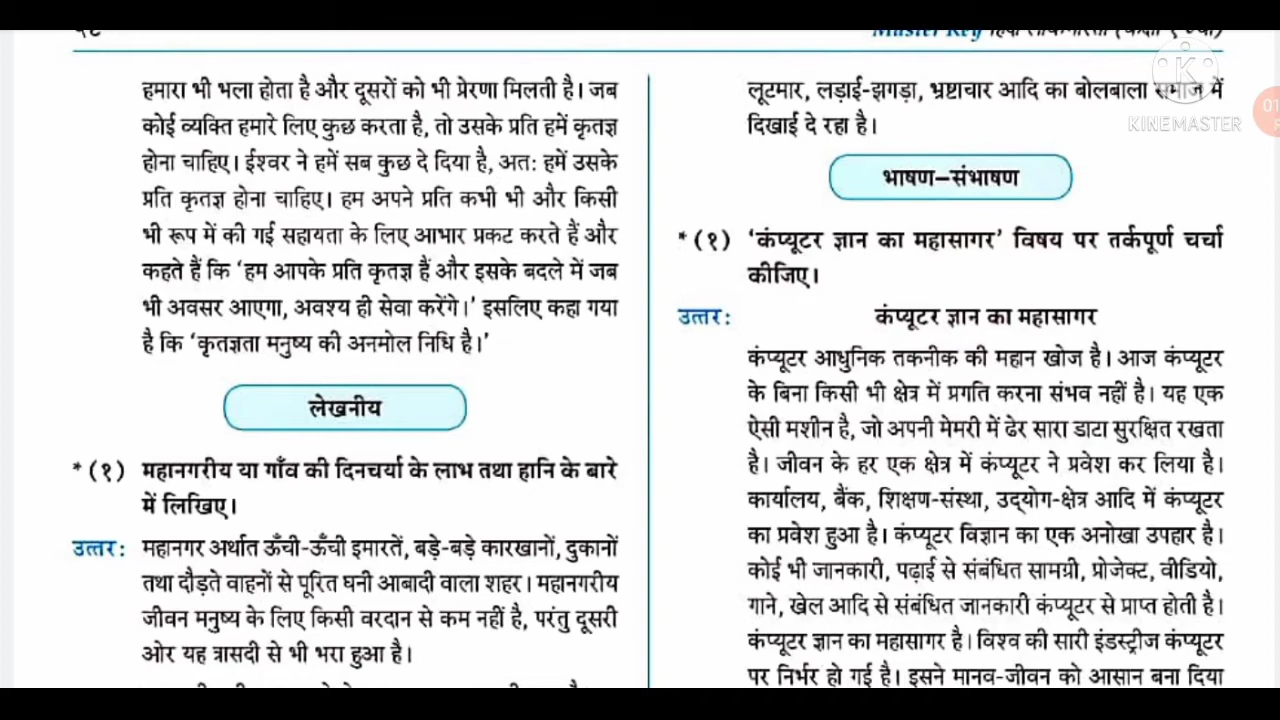 हमारा भी भला होता है और दूसरों को भी प्रेरणा मिलती है। जब
कोई व्यक्ति हमारे लिए कुछ करता है, तो उसके प्रति हमें कृतज्ञ
होना चाहिए। ईश्वर ने हमें सब कुछ दे दिया है, अत: हमें उसके
प्रति कृतज्ञ होना चाहिए। हम अपने प्रति कभी भी और किसी
भी रूप में की गई सहायता के लिए आभार प्रकट करते हैं और
कहते हैं कि ‘हम आपके प्रति कृतज्ञ हैं और इसके बदले में जब
भी अवसर आएगा, अवश्य ही सेवा करेंगे।’ इसलिए कहा गया
है कि ‘कृतज्ञता मनुष्य की अनमोल निधि है।’
लेखनीय
* (१) महानगरीय या गाँव की दिनचर्या के लाभ तथा हानि के बारे
में लिखिए।
उत्तर: महानगर अर्थात ऊँची-ऊँची इमारतें, बड़े-बड़े कारखानों, दुकानों
तथा दौड़ते वाहनों से पूरित घनी आबादी वाला शहर। महानगरीय
जीवन मनुष्य के लिए किसी वरदान से कम नहीं है, परंतु दूसरी
ओर यह त्रासदी से भी भरा हुआ है।
Master Key हिंदी लोकभारती
लूटमार, लड़ाई-झगड़ा, भ्रष्टाचार आदि का बोलबाला समाज में
दिखाई दे रहा है।
KINEMASTER
भाषण–संभाषण
* (१) ‘कंप्यूटर ज्ञान का महासागर’ विषय पर तर्कपूर्ण चर्चा
कीजिए।
उत्तर: कंप्यूटर ज्ञान का महासागर
कंप्यूटर आधुनिक तकनीक की महान खोज है। आज कंप्यूटर
के बिना किसी भी क्षेत्र में प्रगति करना संभव नहीं है। यह एक
ऐसी मशीन है, जो अपनी मेमरी में ढेर सारा डाटा सुरक्षित रखता
है। जीवन के हर एक क्षेत्र में कंप्यूटर ने प्रवेश कर लिया है।
कार्यालय, बैंक, शिक्षण-संस्था, उद्योग-क्षेत्र आदि में कंप्यूटर
का प्रवेश हुआ है। कंप्यूटर विज्ञान का एक अनोखा उपहार है।
कोई भी जानकारी, पढ़ाई से संबंधित सामग्री, प्रोजेक्ट, वीडियो,
गाने, खेल आदि से संबंधित जानकारी कंप्यूटर से प्राप्त होती है।
कंप्यूटर ज्ञान का महासागर है। विश्व की सारी इंडस्ट्रीज कंप्यूटर
पर निर्भर हो गई है। इसने मानव-जीवन को आसान बना दिया